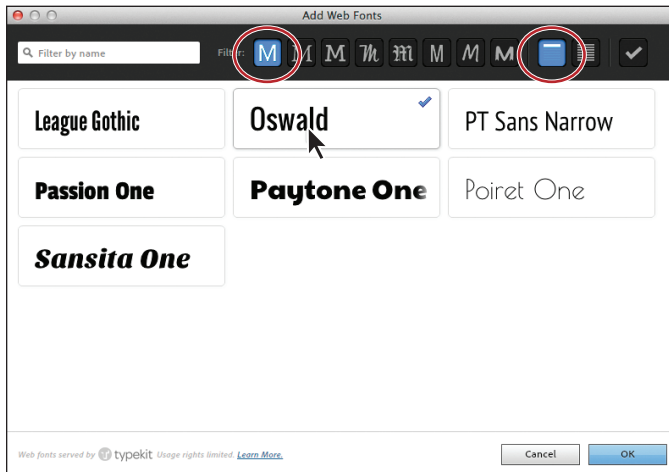 Add Web Fonts
Filter by name
Filter: M M M M M M M M
League Gothic Oswald PT Sans Narrow
Passion One Paytone One Poiret One
Sansita One
Web fonts served by typekit Usage rights limited. Learn More. Cancel OK